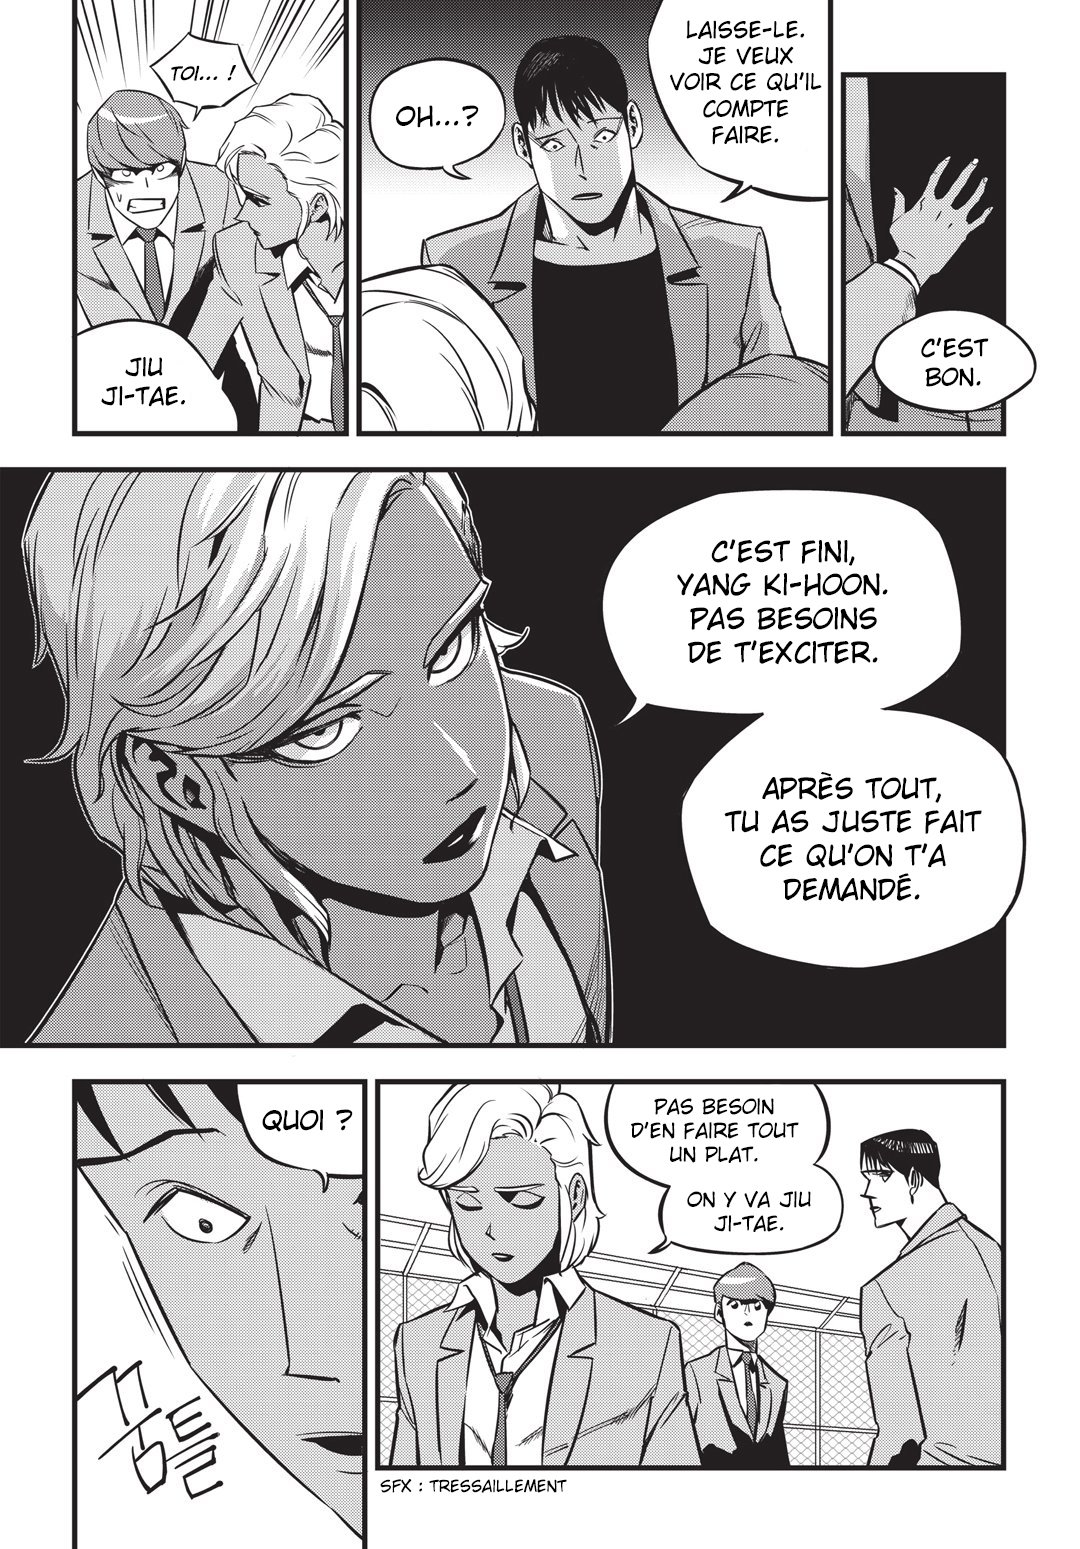 TOI... !
JIU
JI-TAE.
OH...?
LAISSE-LE.
JE VEUX
VOIR CE QU'IL
COMPTE
FAIRE.
C'EST
BON.
C'EST FINI,
YANG KI-HOON.
PAS BESOINS
DE T'EXCITER.
APRÈS TOUT,
TU AS JUSTE FAIT
CE QU'ON T'A
DEMANDÉ.
QUOI ?
움틀
PAS BESOIN
D'EN FAIRE TOUT
UN PLAT.
ON Y VA JIU
JI-TAE.
SFX : TRESSAILLEMENT